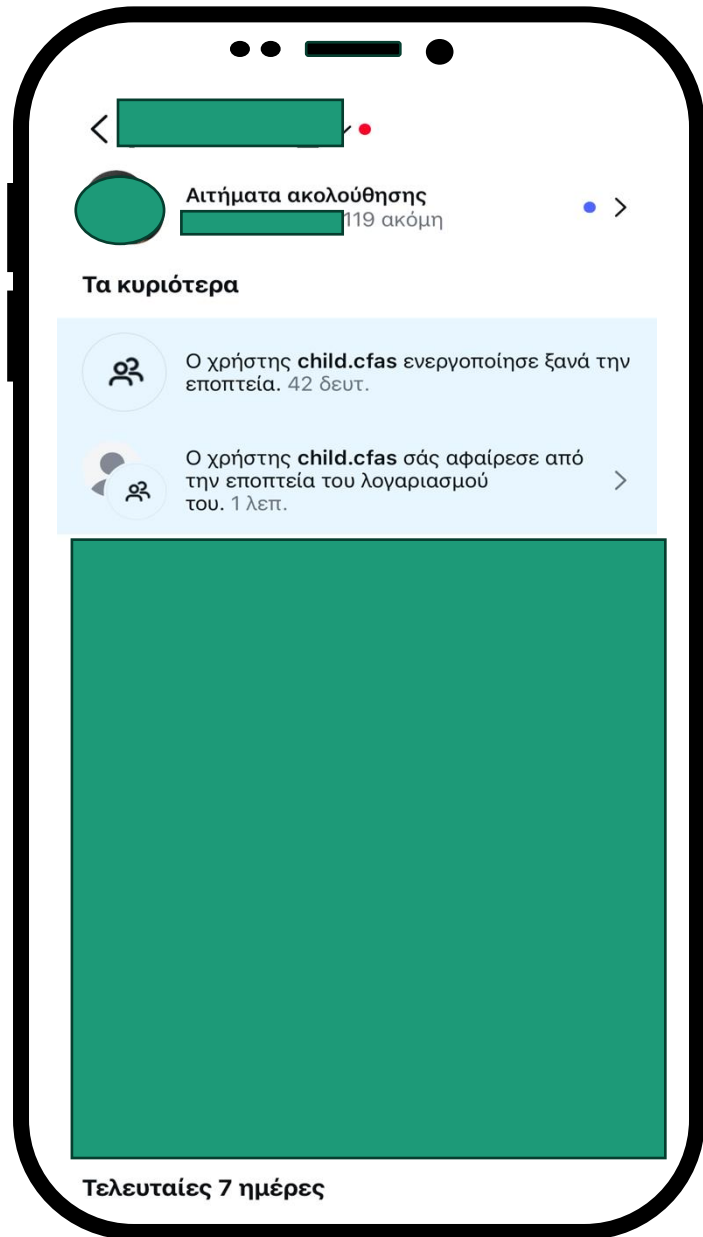 Αιτήματα ακολούθησης
119 ακόμη
Τα κυριότερα
Ο χρήστης child.cfas ενεργοποίησε ξανά την
εποπτεία. 42 δευτ.
Ο χρήστης child.cfas σάς αφαίρεσε από
την εποπτεία του λογαριασμού
του. 1 λεπ.
Τελευταίες 7 ημέρες